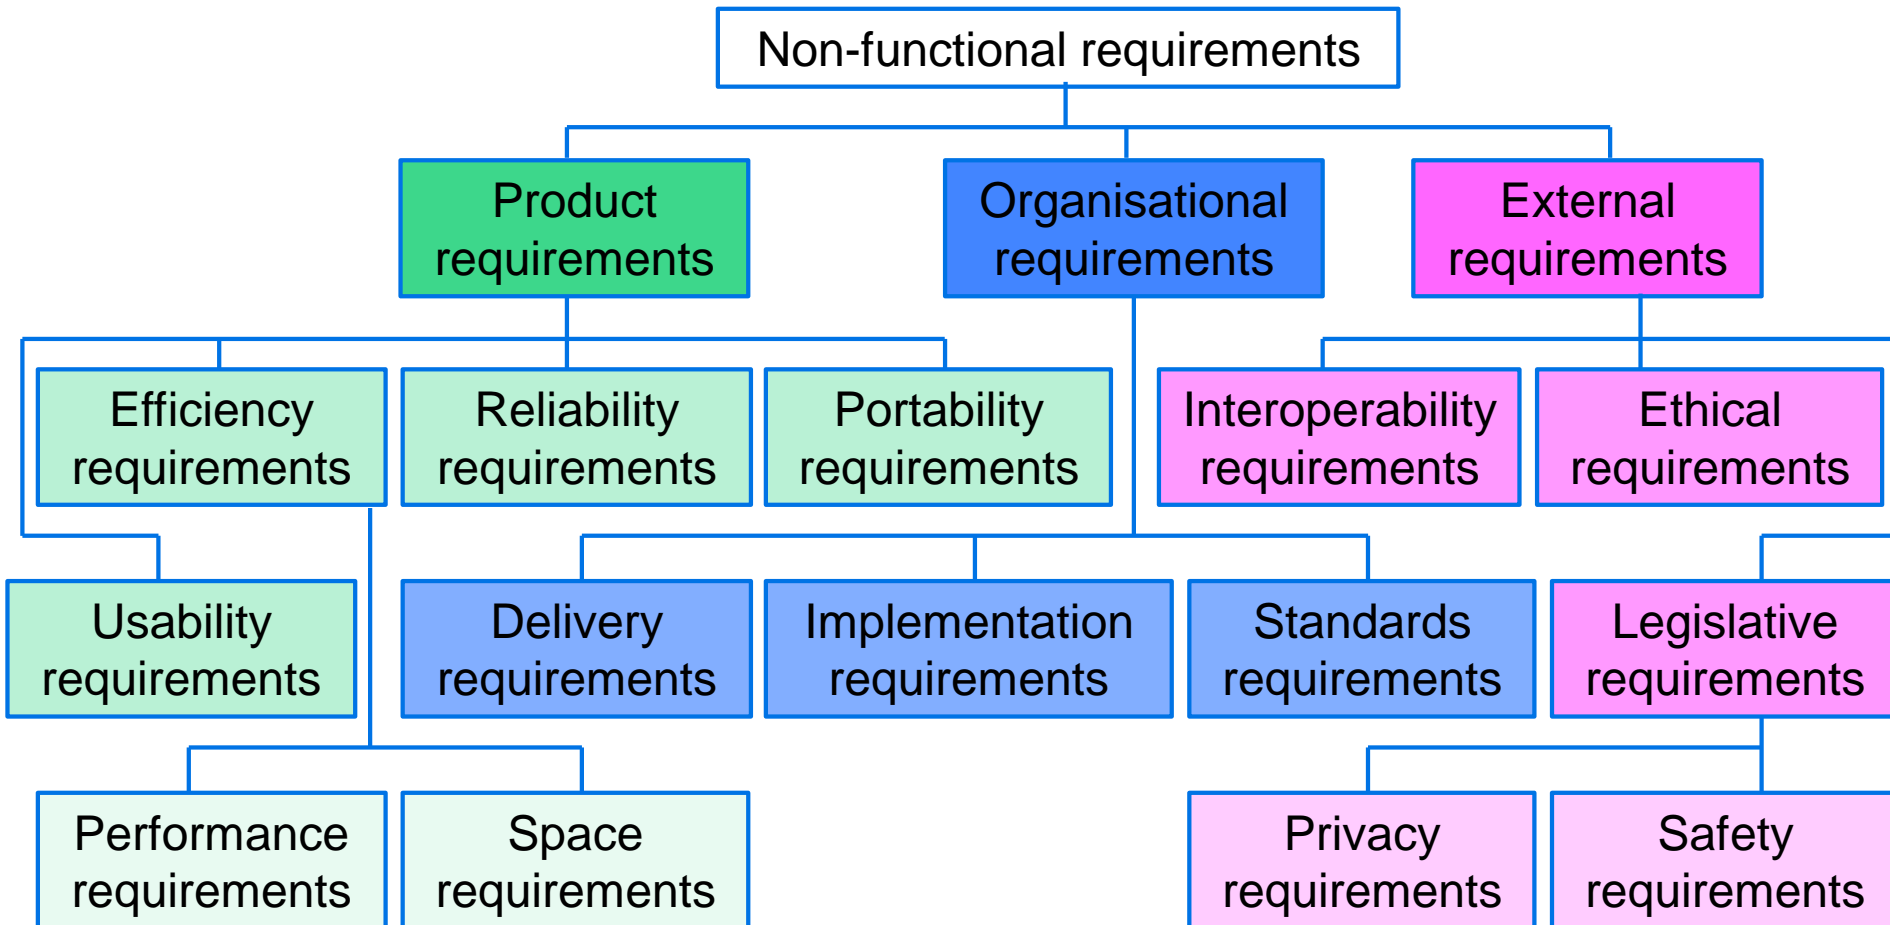 Non-functional requirements
Product
requirements
Organisational
requirements
External
requirements
Efficiency
requirements
Reliability
requirements
Portability
requirements
Interoperability
requirements
Ethical
requirements
Usability
requirements
Delivery
requirements
Implementation
requirements
Standards
requirements
Legislative
requirements
Performance
requirements
Space
requirements
Privacy
requirements
Safety
requirements